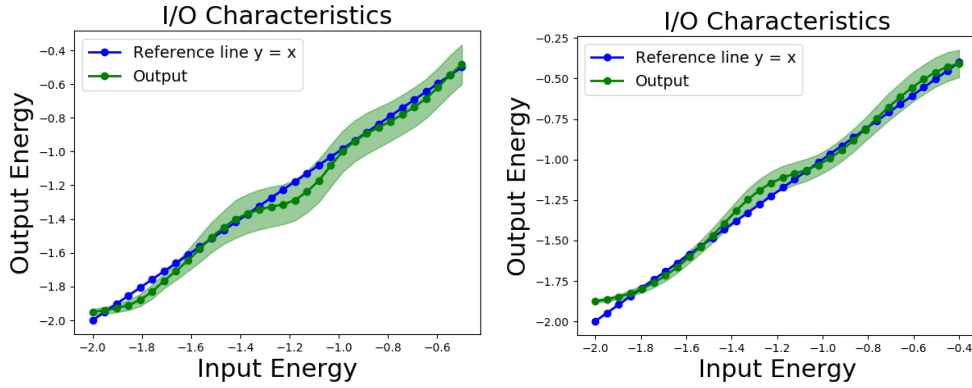 I/O Characteristics
Reference line y = x
Output
−0.4
−0.6
−0.8
−1.0
−1.2
−1.4
−1.6
−1.8
−2.0
Output Energy
−2.0 −1.8 −1.6 −1.4 −1.2 −1.0 −0.8 −0.6
Input Energy
I/O Characteristics
Reference line y = x
Output
−0.25
−0.50
−0.75
−1.00
−1.25
−1.50
−1.75
−2.00
Output Energy
−2.0 −1.8 −1.6 −1.4 −1.2 −1.0 −0.8 −0.6 −0.4
Input Energy